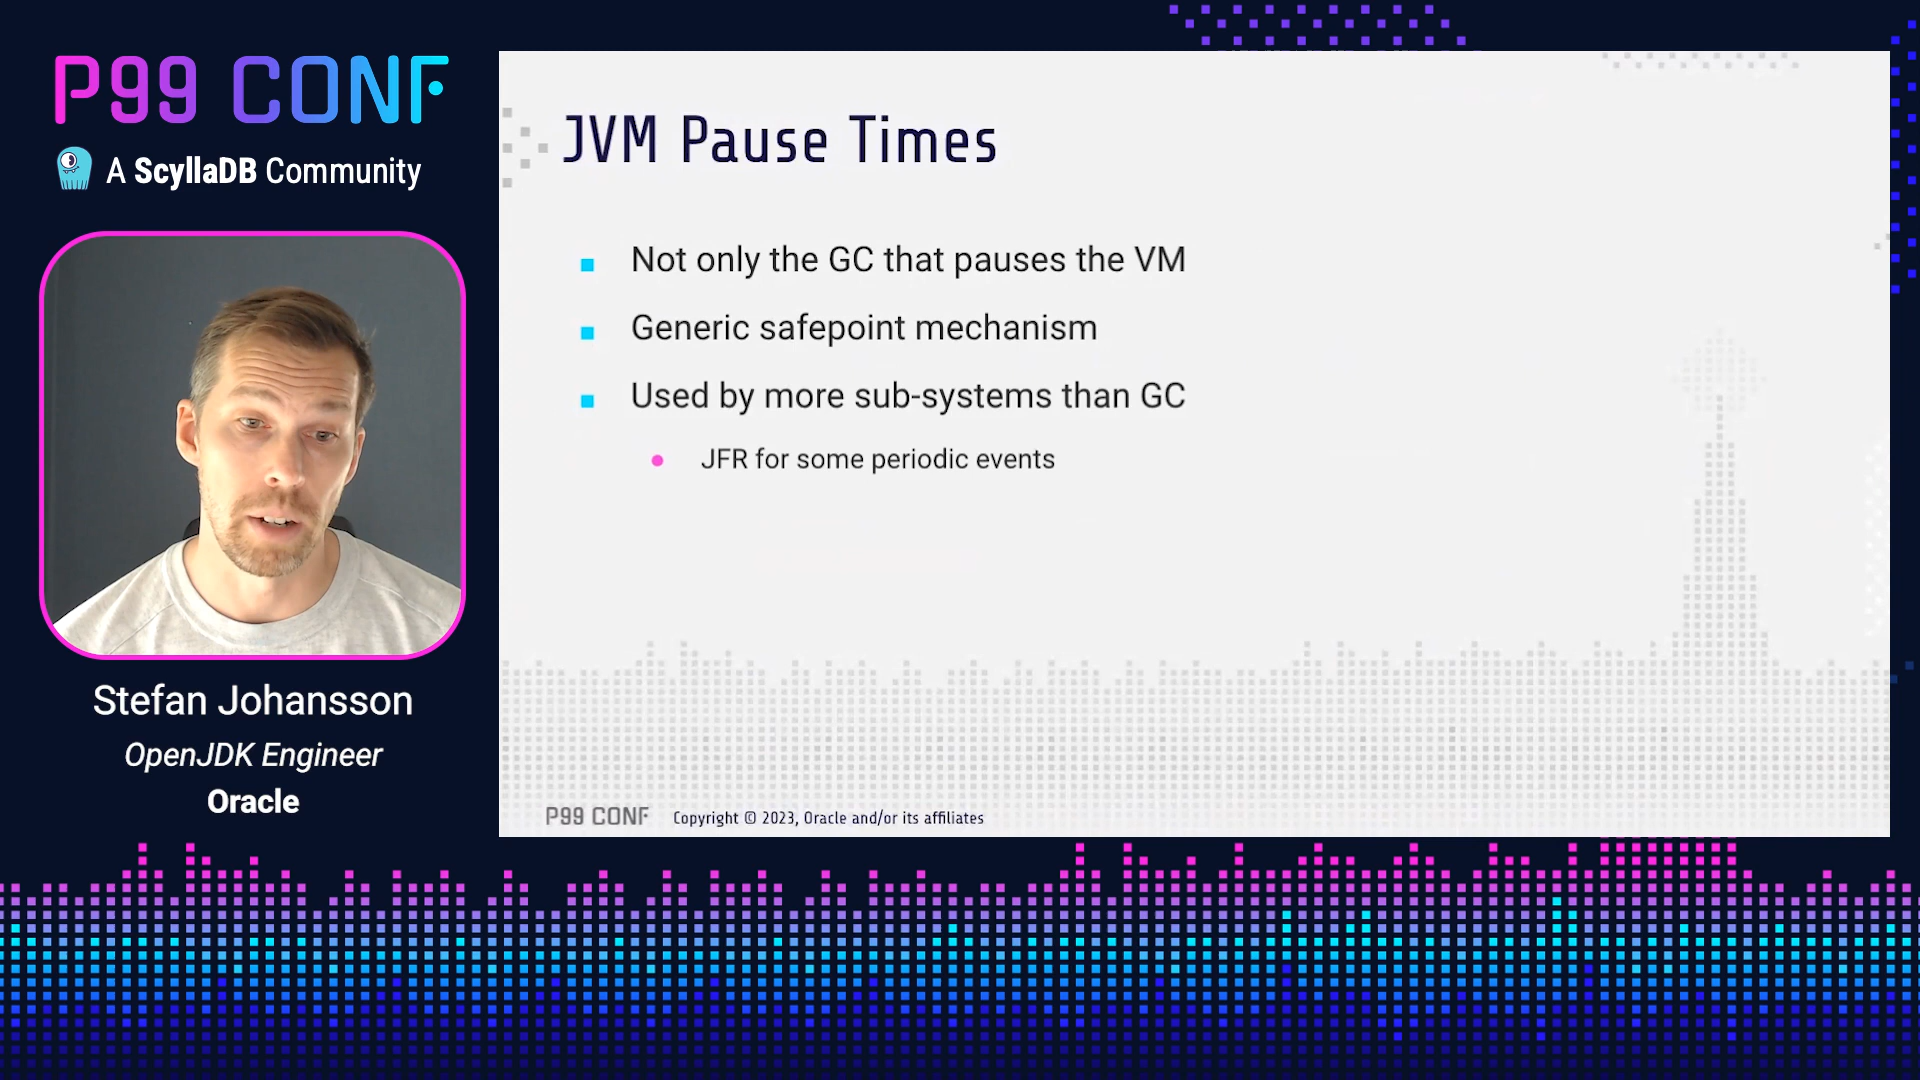 P99 CONF
A ScyllaDB Community
Stefan Johansson
OpenJDK Engineer
Oracle
JVM Pause Times
Not only the GC that pauses the VM
Generic safepoint mechanism
Used by more sub-systems than GC
JFR for some periodic events
P99 CONF Copyright © 2023, Oracle and/or its affiliates